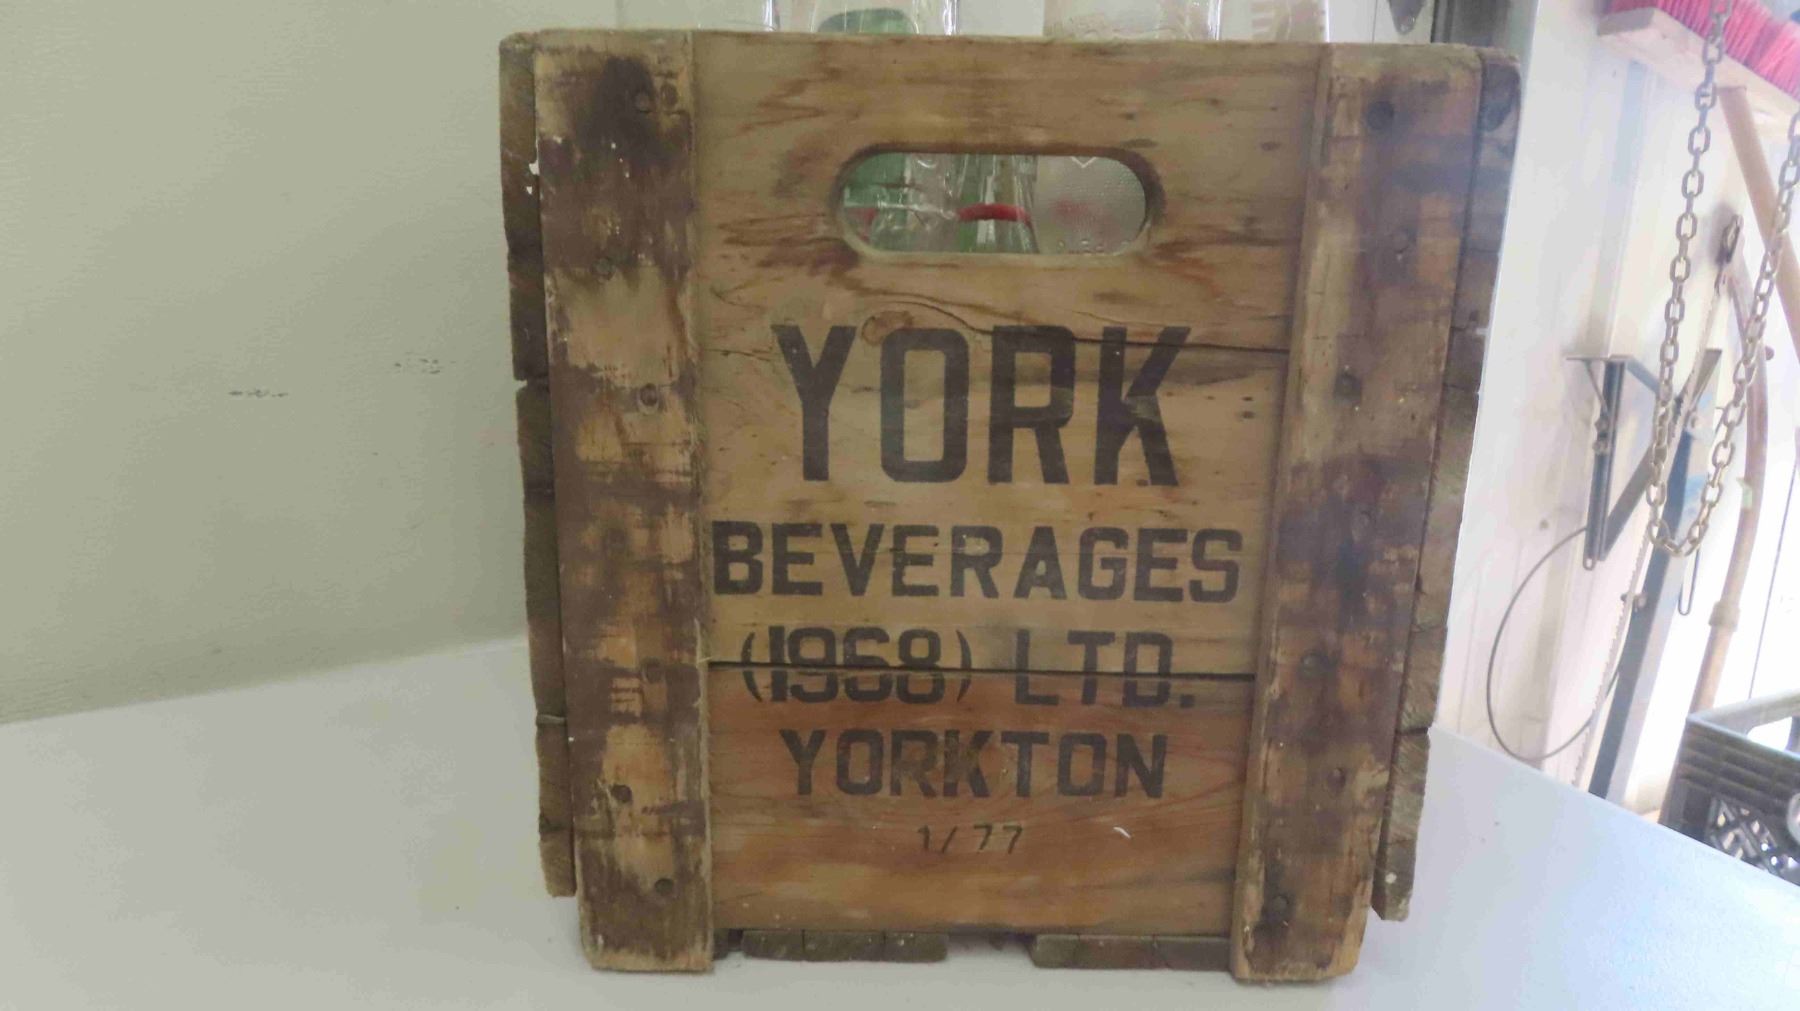 YORK
BEVERAGES
(1968) LTD.
YORKTON
1/77